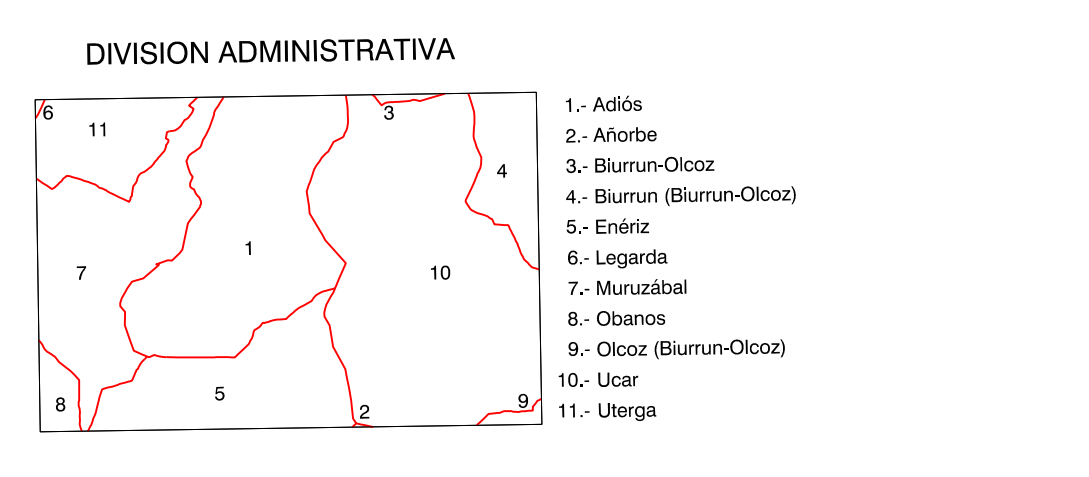 DIVISION ADMINISTRATIVA
6
11
3
4
1
7
10
5
8
2
9
1.- Adiós
2.- Añorbe
3.- Biurrun-Olcoz
4.- Biurrun (Biurrun-Olcoz)
5.- Enériz
6.- Legarda
7.- Muruzábal
8.- Obanos
9.- Olcoz (Biurrun-Olcoz)
10.- Ucar
11.- Uterga